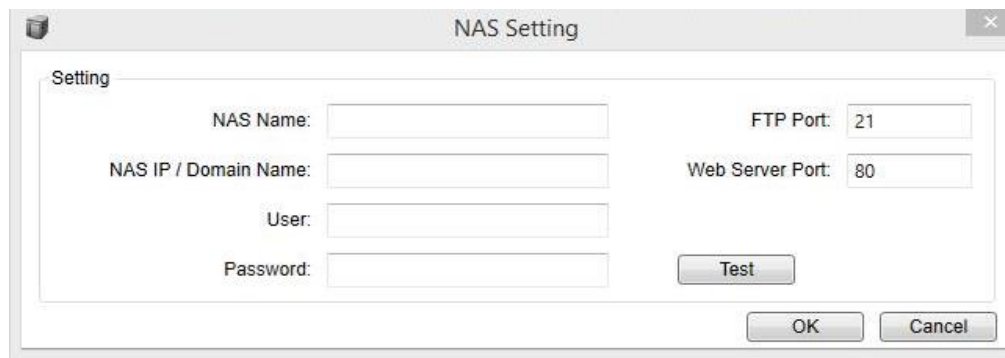 NAS Setting
Setting
NAS Name: FTP Port: 21
NAS IP / Domain Name: Web Server Port: 80
User:
Password: Test
OK Cancel